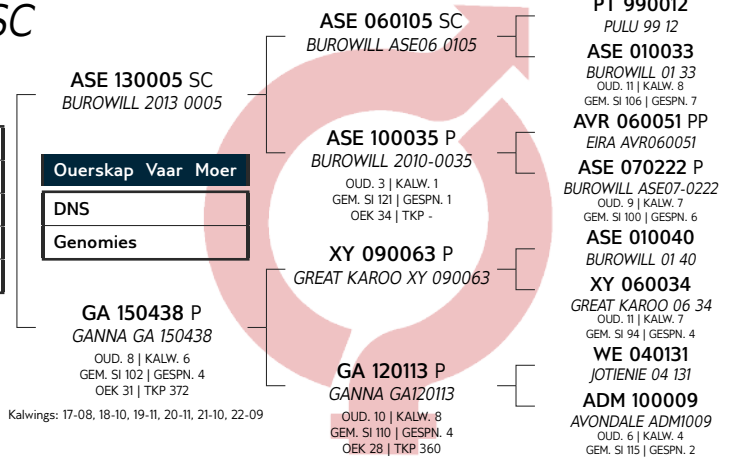 SC
ASE 130005 SC
BUROWILL 2013 0005
Ouerskap Vaar Moer
DNS
Genomies
GA 150438 P
GANNA GA 150438
OUD. 8 | KALW. 6
GEM. SI 102 | GESPN. 4
OEK 31 | TKP 372
Kalwings: 17-08, 18-10, 19-11, 20-11, 21-10, 22-09
ASE 060105 SC
BUROWILL ASE06 0105
ASE 100035 P
BUROWILL 2010-0035
OUD. 3 | KALW. 1
GEM. SI 121 | GESPN. 1
OEK 34 | TKP -
XY 090063 P
GREAT KAROO XY 090063
GA 120113 P
GANNA GA120113
OUD. 10 | KALW. 8
GEM. SI 110 | GESPN. 4
OEK 28 | TKP 360
PT 990012
PULU 99 12
ASE 010033
BUROWILL 01 33
OUD. 11 | KALW. 8
GEM. SI 106 | GESPN. 7
AVR 060051 PP
EIRA AVR060051
ASE 070222 P
BUROWILL ASE07-0222
OUD. 9 | KALW. 7
GEM. SI 100 | GESPN. 6
ASE 010040
BUROWILL 01 40
XY 060034
GREAT KAROO 06 34
OUD. 11 | KALW. 7
GEM. SI 94 | GESPN. 4
WE 040131
JOTIENIE 04 131
ADM 100009
AVONDALE ADM1009
OUD. 6 | KALW. 4
GEM. SI 115 | GESPN. 2